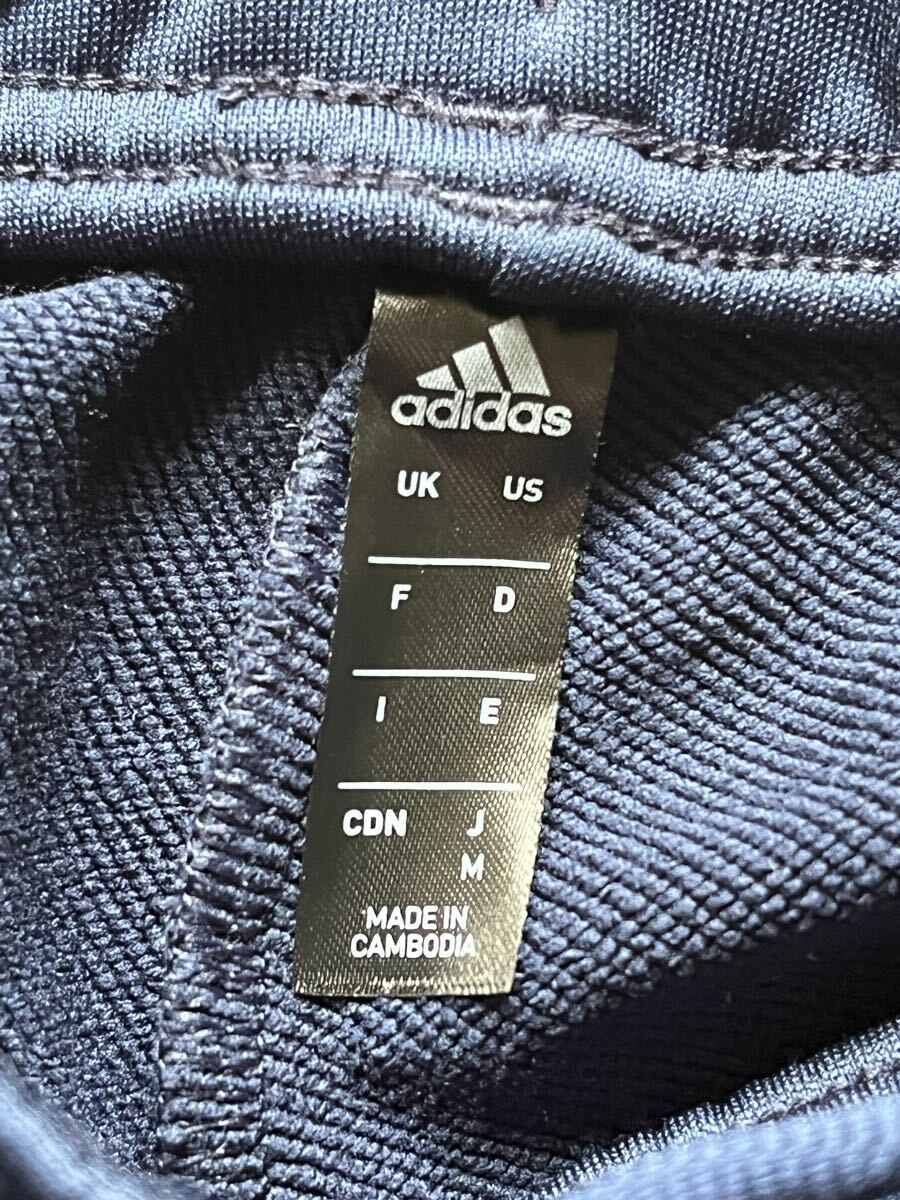 adidas
UK US
F D
I E
CDN J
M
MADE IN
CAMBODIA